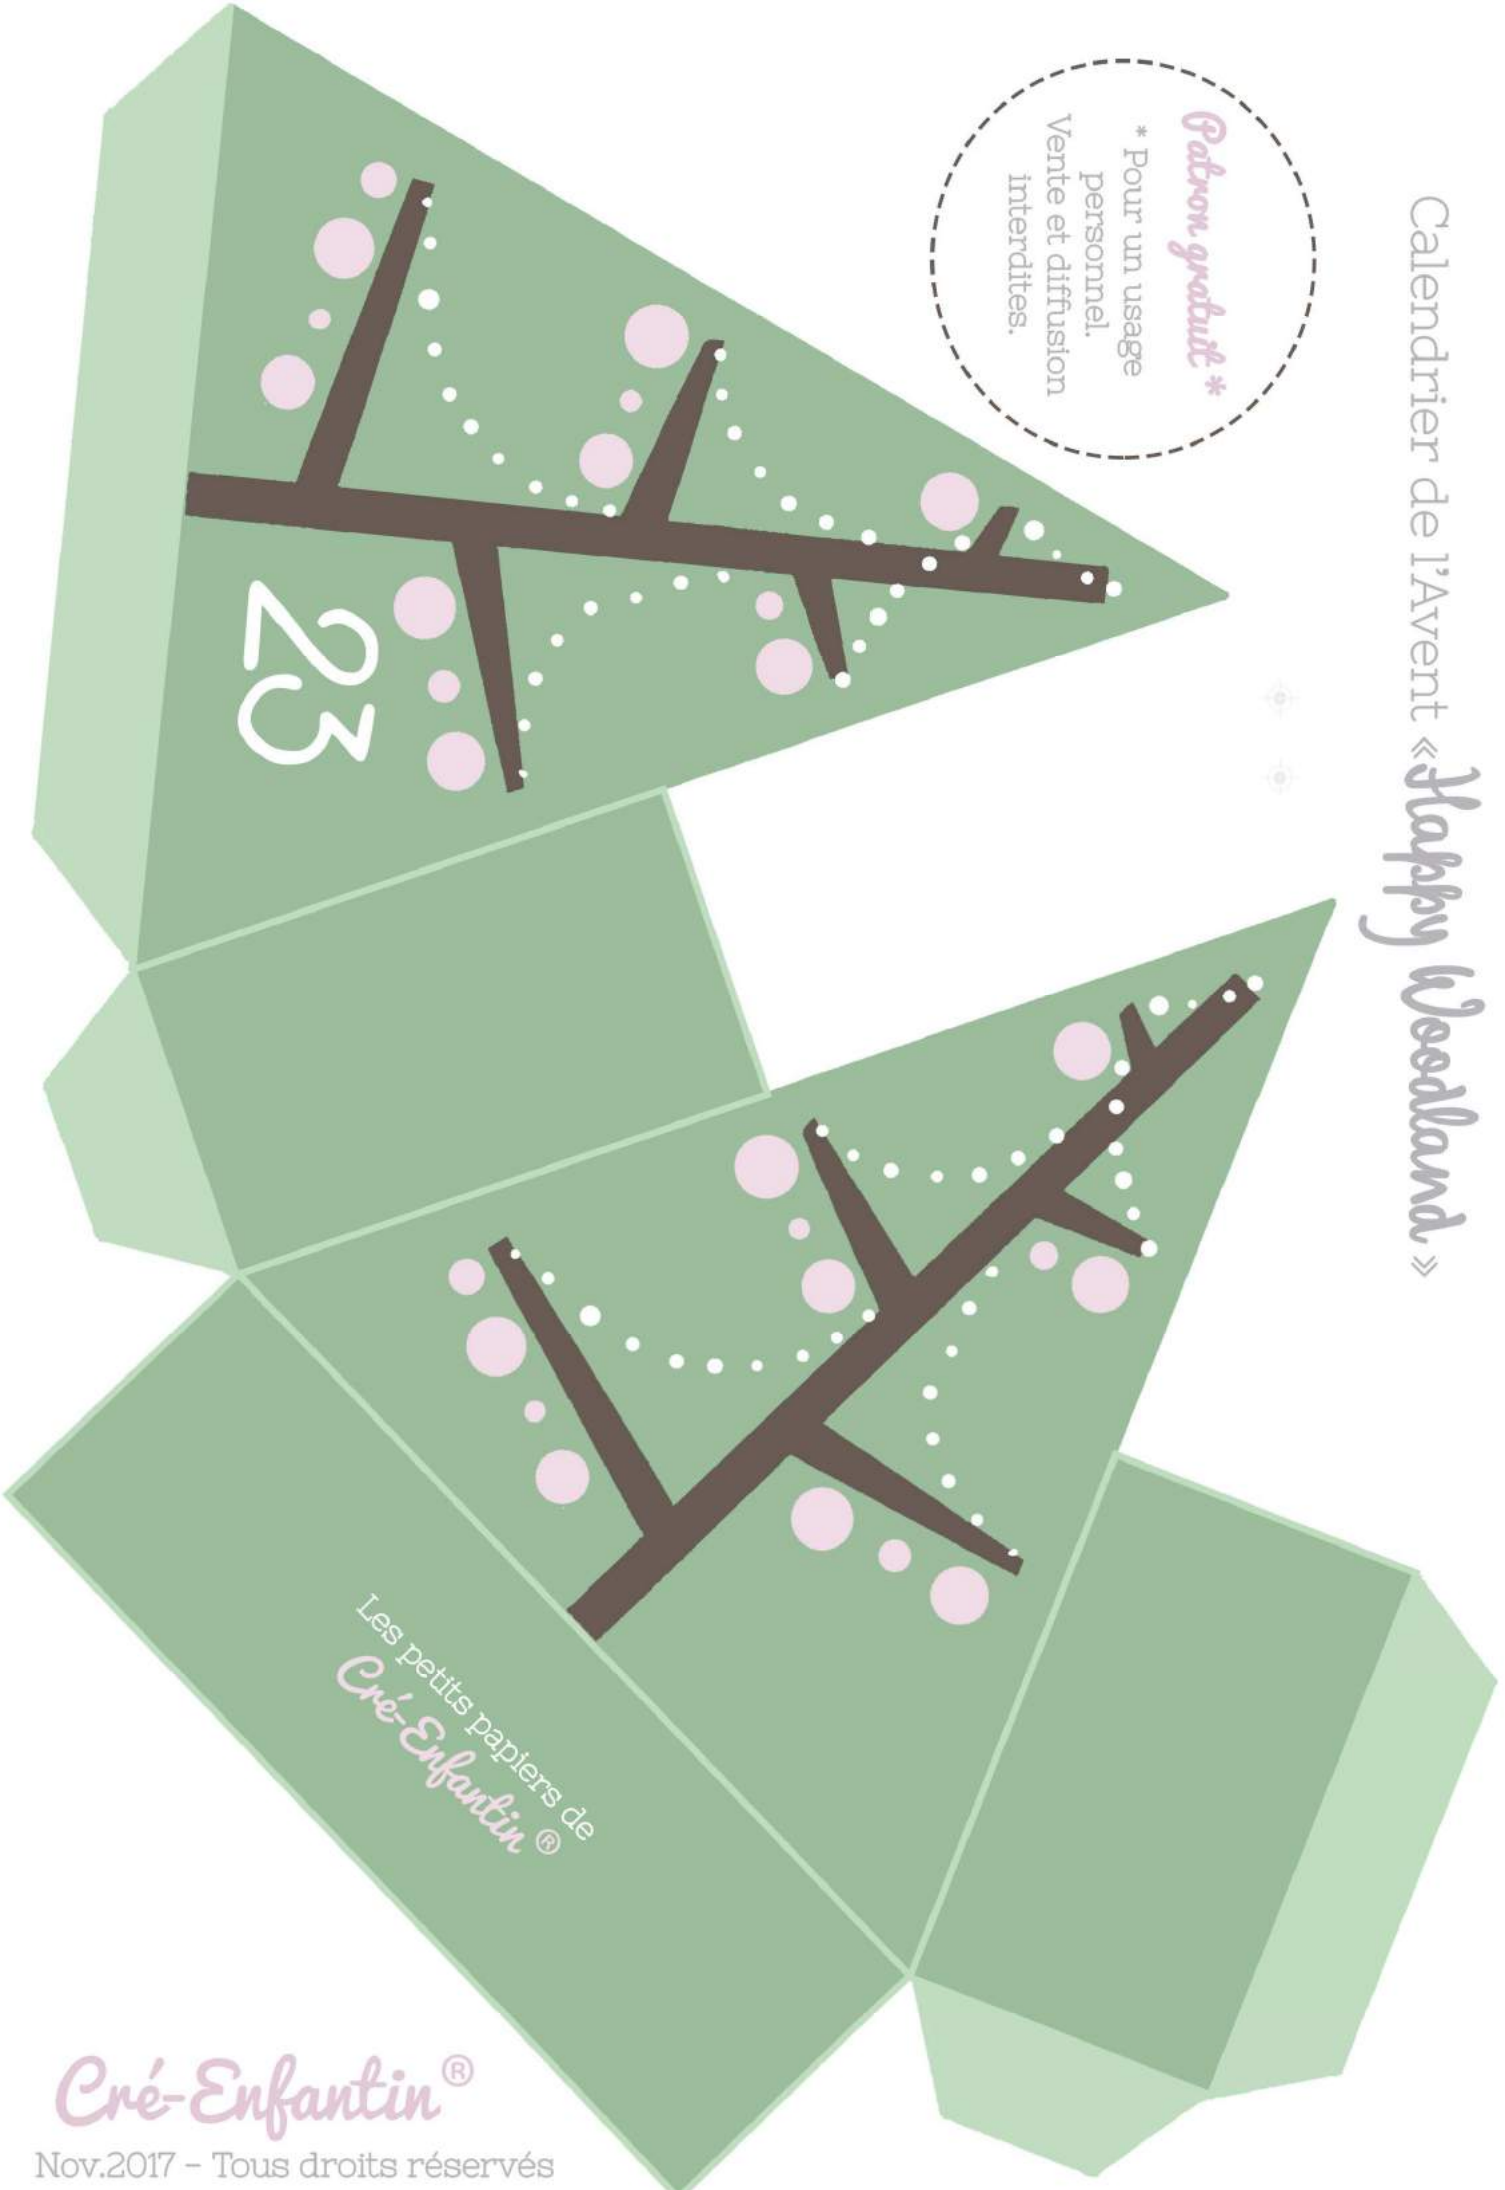 Calendrier de l'Avent «Happy Woodland»
Patron gratuit *
* Pour un usage
personnel.
Vente et diffusion
interdites.
23
Les petits papiers de
Cré-Enfantin ®
Cré-Enfantin®
Nov.2017 - Tous droits réservés